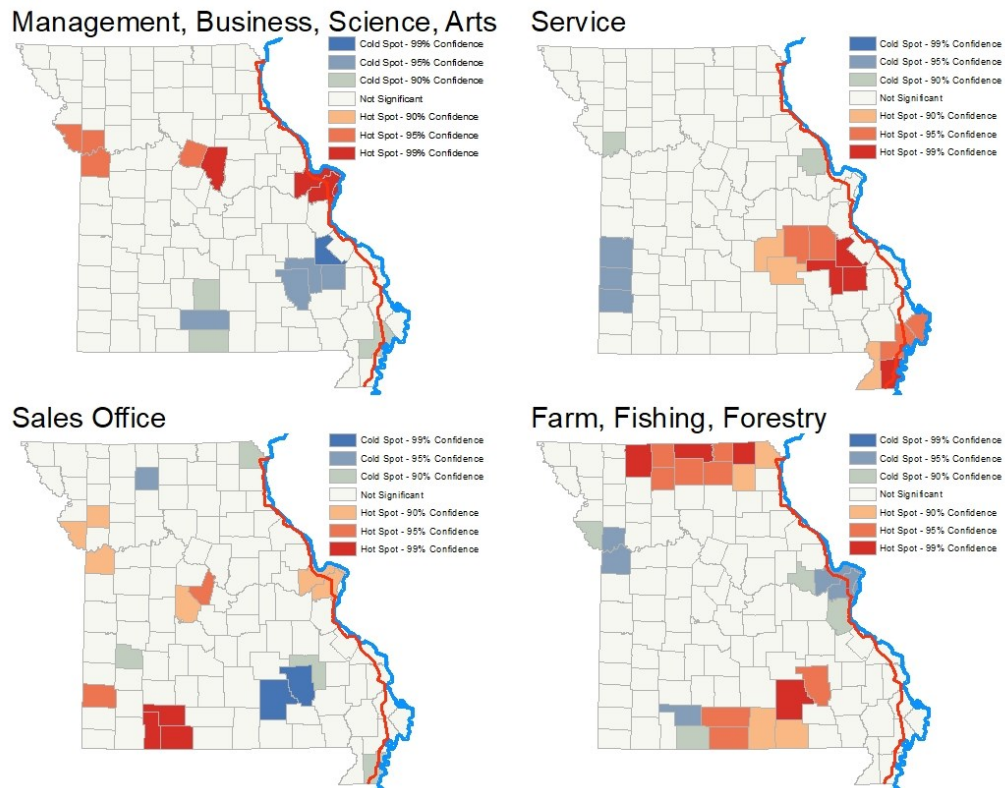 Management, Business, Science, Arts
Cold Spot - 99% Confidence
Cold Spot - 95% Confidence
Cold Spot - 90% Confidence
Not Significant
Hot Spot - 90% Confidence
Hot Spot - 95% Confidence
Hot Spot - 99% Confidence
Service
Cold Spot - 99% Confidence
Cold Spot - 95% Confidence
Cold Spot - 90% Confidence
Not Significant
Hot Spot - 90% Confidence
Hot Spot - 95% Confidence
Hot Spot - 99% Confidence
Sales Office
Cold Spot - 99% Confidence
Cold Spot - 95% Confidence
Cold Spot - 90% Confidence
Not Significant
Hot Spot - 90% Confidence
Hot Spot - 95% Confidence
Hot Spot - 99% Confidence
Farm, Fishing, Forestry
Cold Spot - 99% Confidence
Cold Spot - 95% Confidence
Cold Spot - 90% Confidence
Not Significant
Hot Spot - 90% Confidence
Hot Spot - 95% Confidence
Hot Spot - 99% Confidence